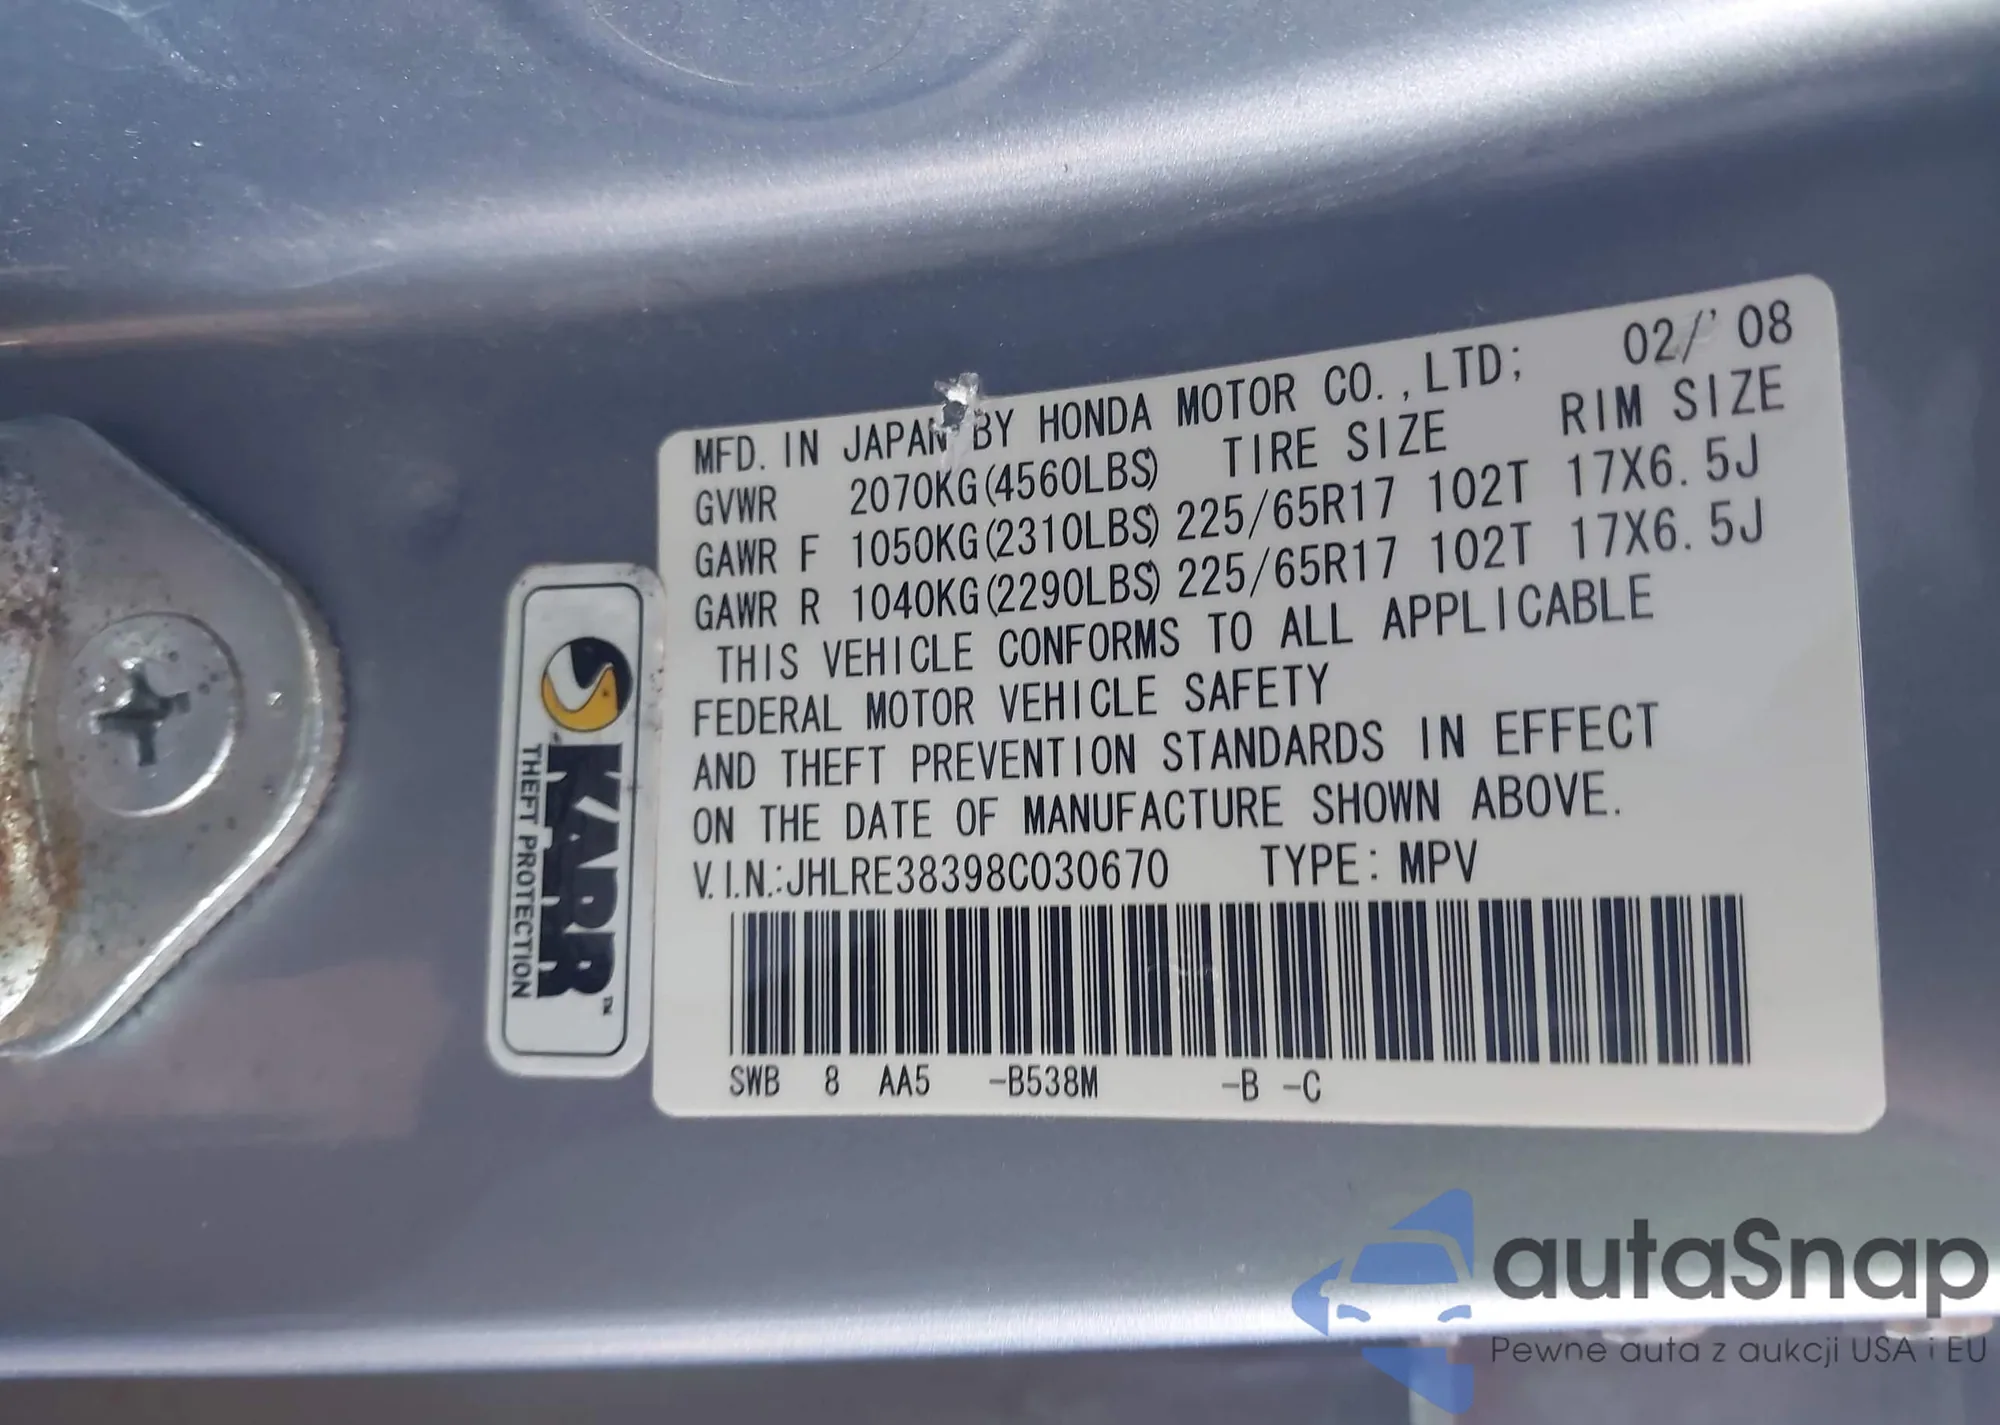 MFD. IN JAPAN BY HONDA MOTOR CO.,LTD; 02/'08
GVWR 2070KG(4560LBS) TIRE SIZE RIM SIZE
GAWR F 1050KG(2310LBS) 225/65R17 102T 17X6.5J
GAWR R 1040KG(2290LBS) 225/65R17 102T 17X6.5J
THIS VEHICLE CONFORMS TO ALL APPLICABLE
FEDERAL MOTOR VEHICLE SAFETY
AND THEFT PREVENTION STANDARDS IN EFFECT
ON THE DATE OF MANUFACTURE SHOWN ABOVE.
V.I.N.:JHLRE38398C030670 TYPE: MPV
SWB 8 AA5 -B538M -B -C
KARR™
THEFT PROTECTION
autaSnap
Pewne auta z aukcji USA i EU